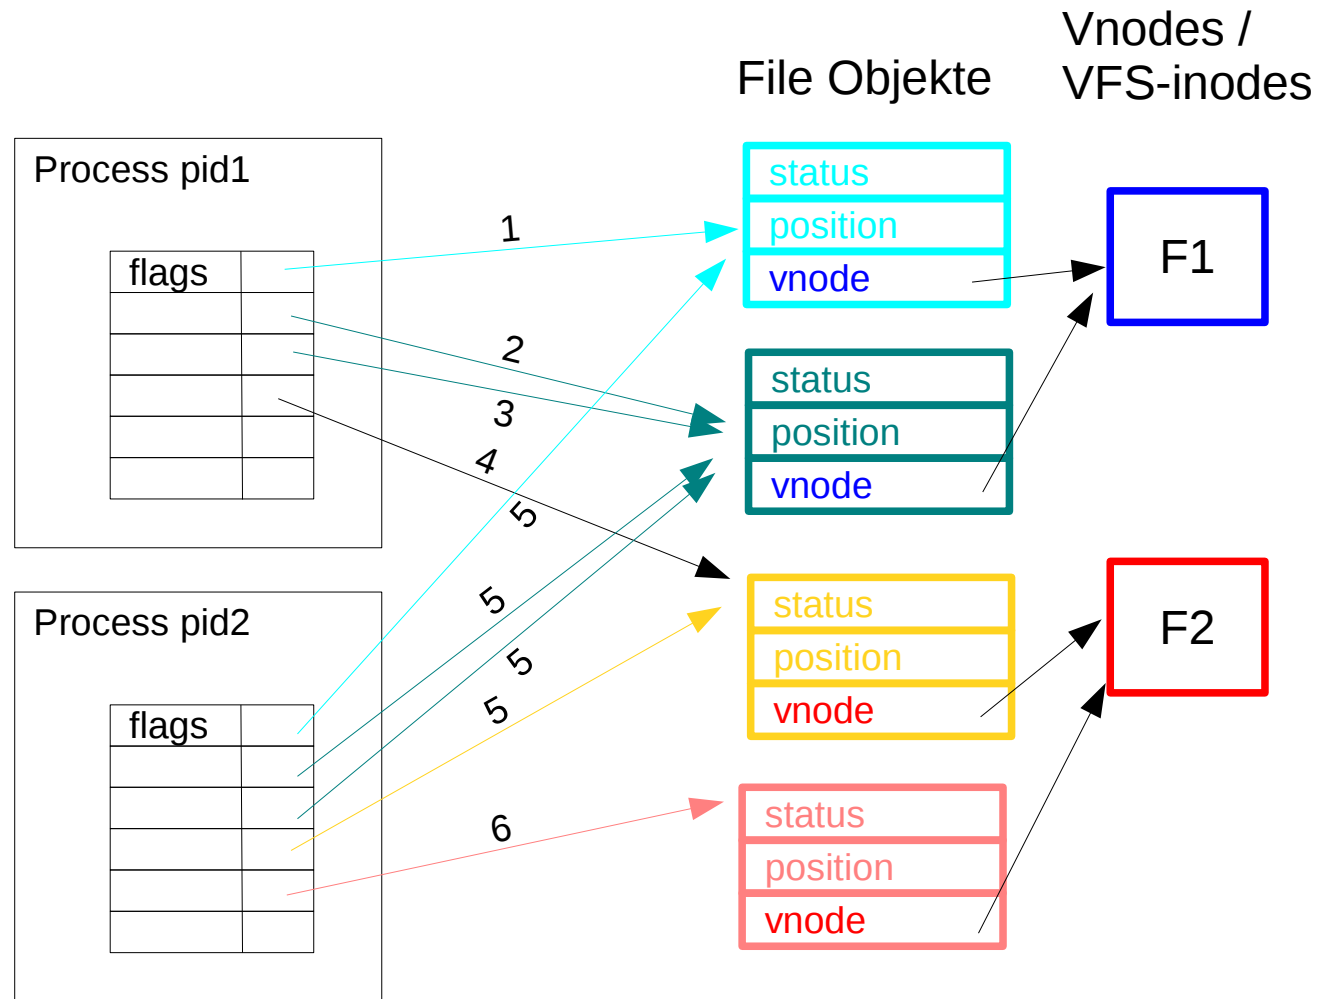 Vnodes /
VFS-inodes
File Objekte
Process pid1
flags
1
2
3
4
5
status
position
vnode
F1
status
position
vnode
Process pid2
flags
5
5
5
6
status
position
vnode
F2
status
position
vnode